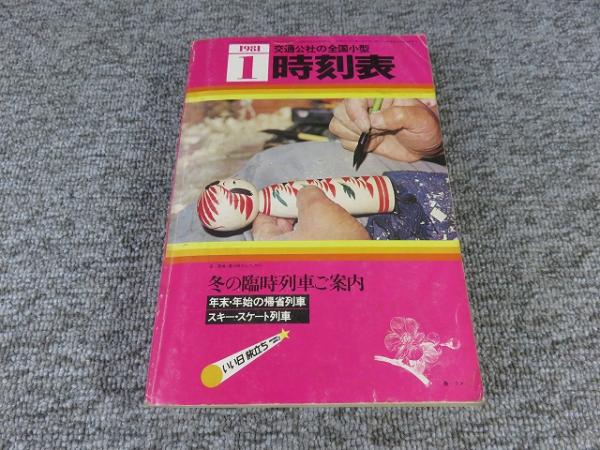 1981
1
交通公社の全国小型
時刻表
冬の臨時列車ご案内
年末・年始の帰省列車
スキー・スケート列車
いい日旅立ち